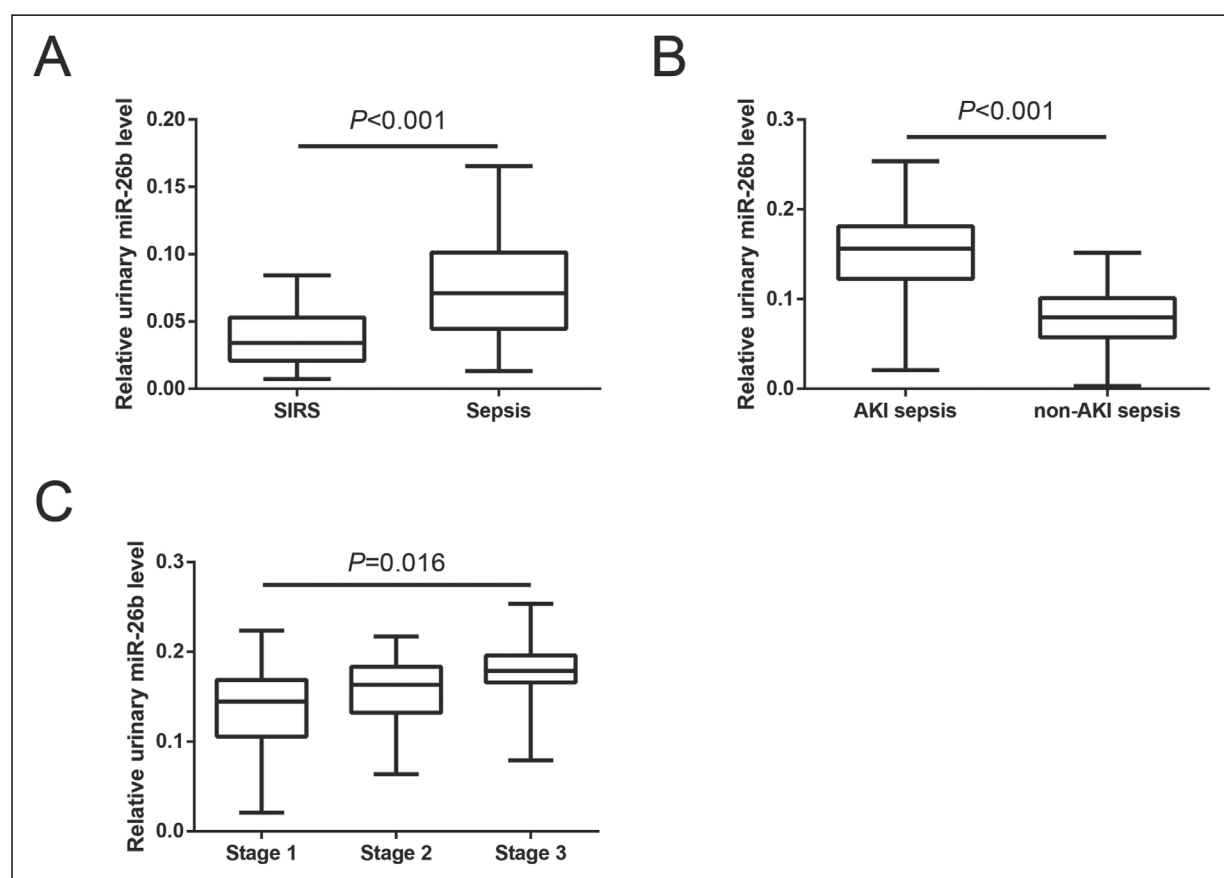 A
B
Relative urinary miR-26b level
0.20
0.15
0.10
0.05
0.00
P<0.001
SIRS
Sepsis
Relative urinary miR-26b level
0.3
0.2
0.1
0.0
P<0.001
AKI sepsis
non-AKI sepsis
C
Relative urinary miR-26b level
0.3
0.2
0.1
0.0
P=0.016
Stage 1
Stage 2
Stage 3